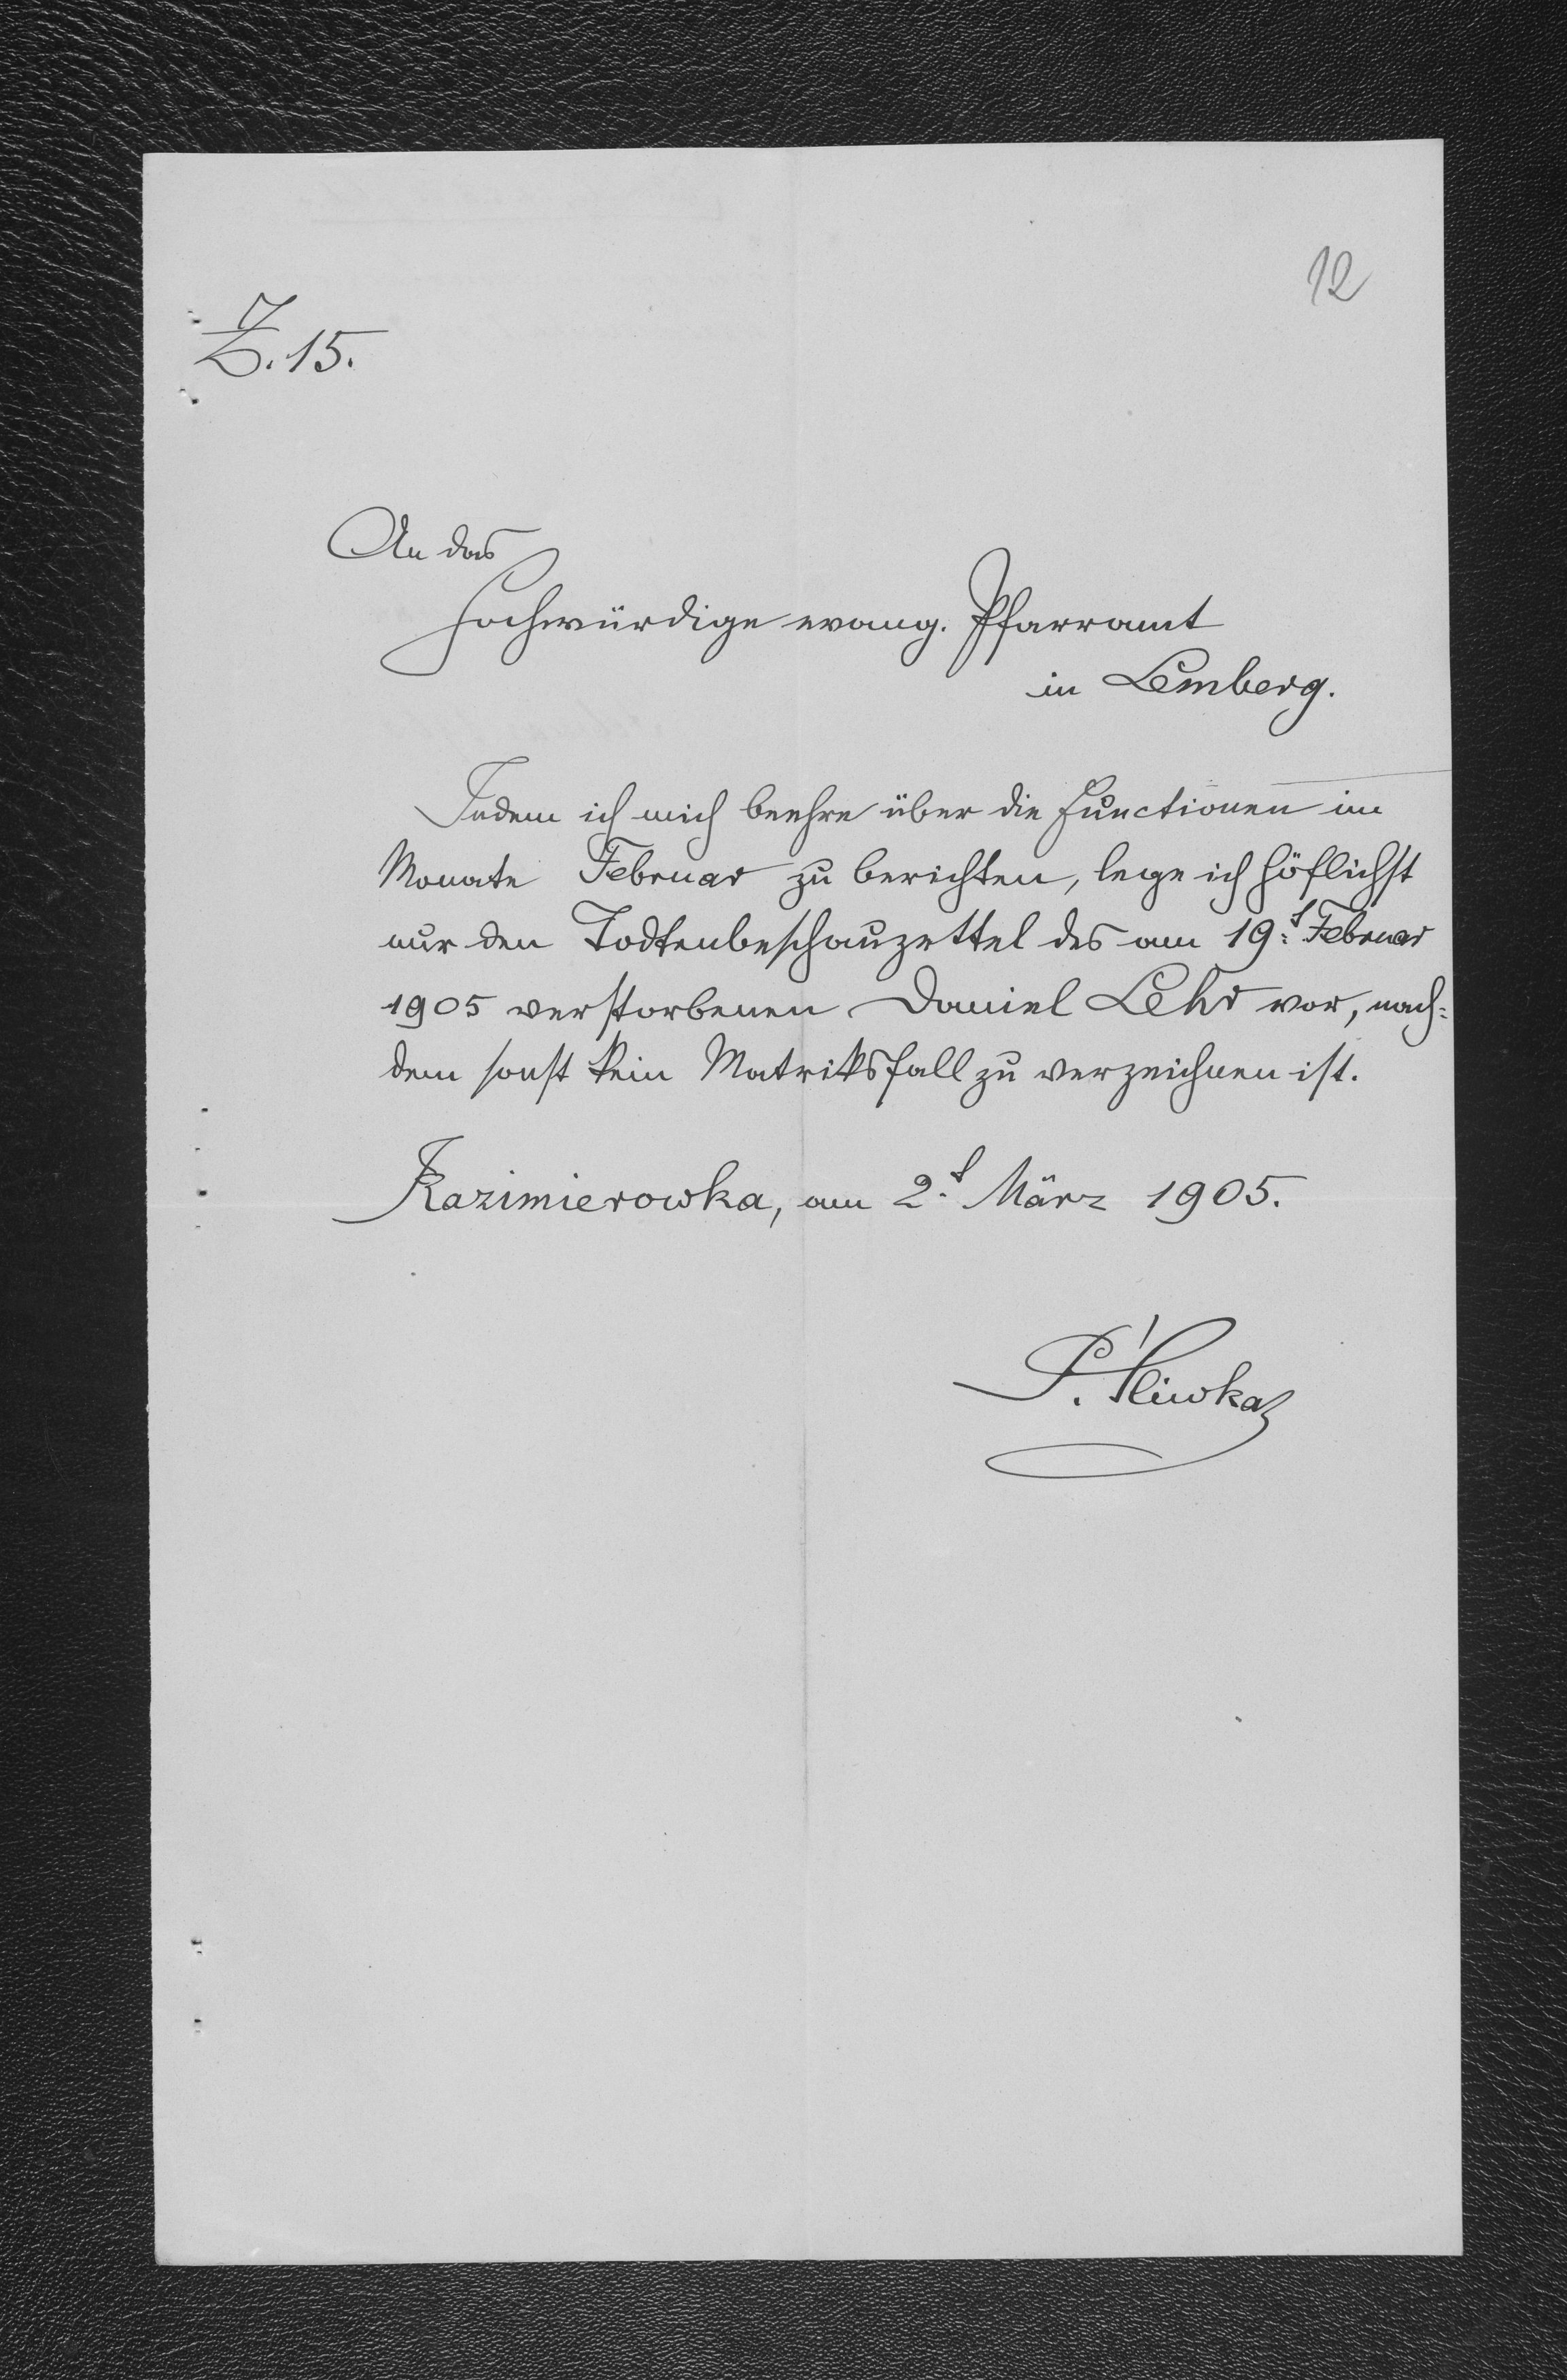 12
Z. 15.
An das
Hochwürdige evang. Pfarramt
in Lemberg.
Indem ich mich beehre über die Functionen im
Monate Februar zu berichten, lege ich höflichst
nur den Todtenbeschauzettel des am 19.t Februar
1905 verstorbenen Daniel Lehr vor, nach=
dem sonst kein Matriksfall zu verzeichnen ist.
Kazimierowka, am 2.t März 1905.
P. Śliwka